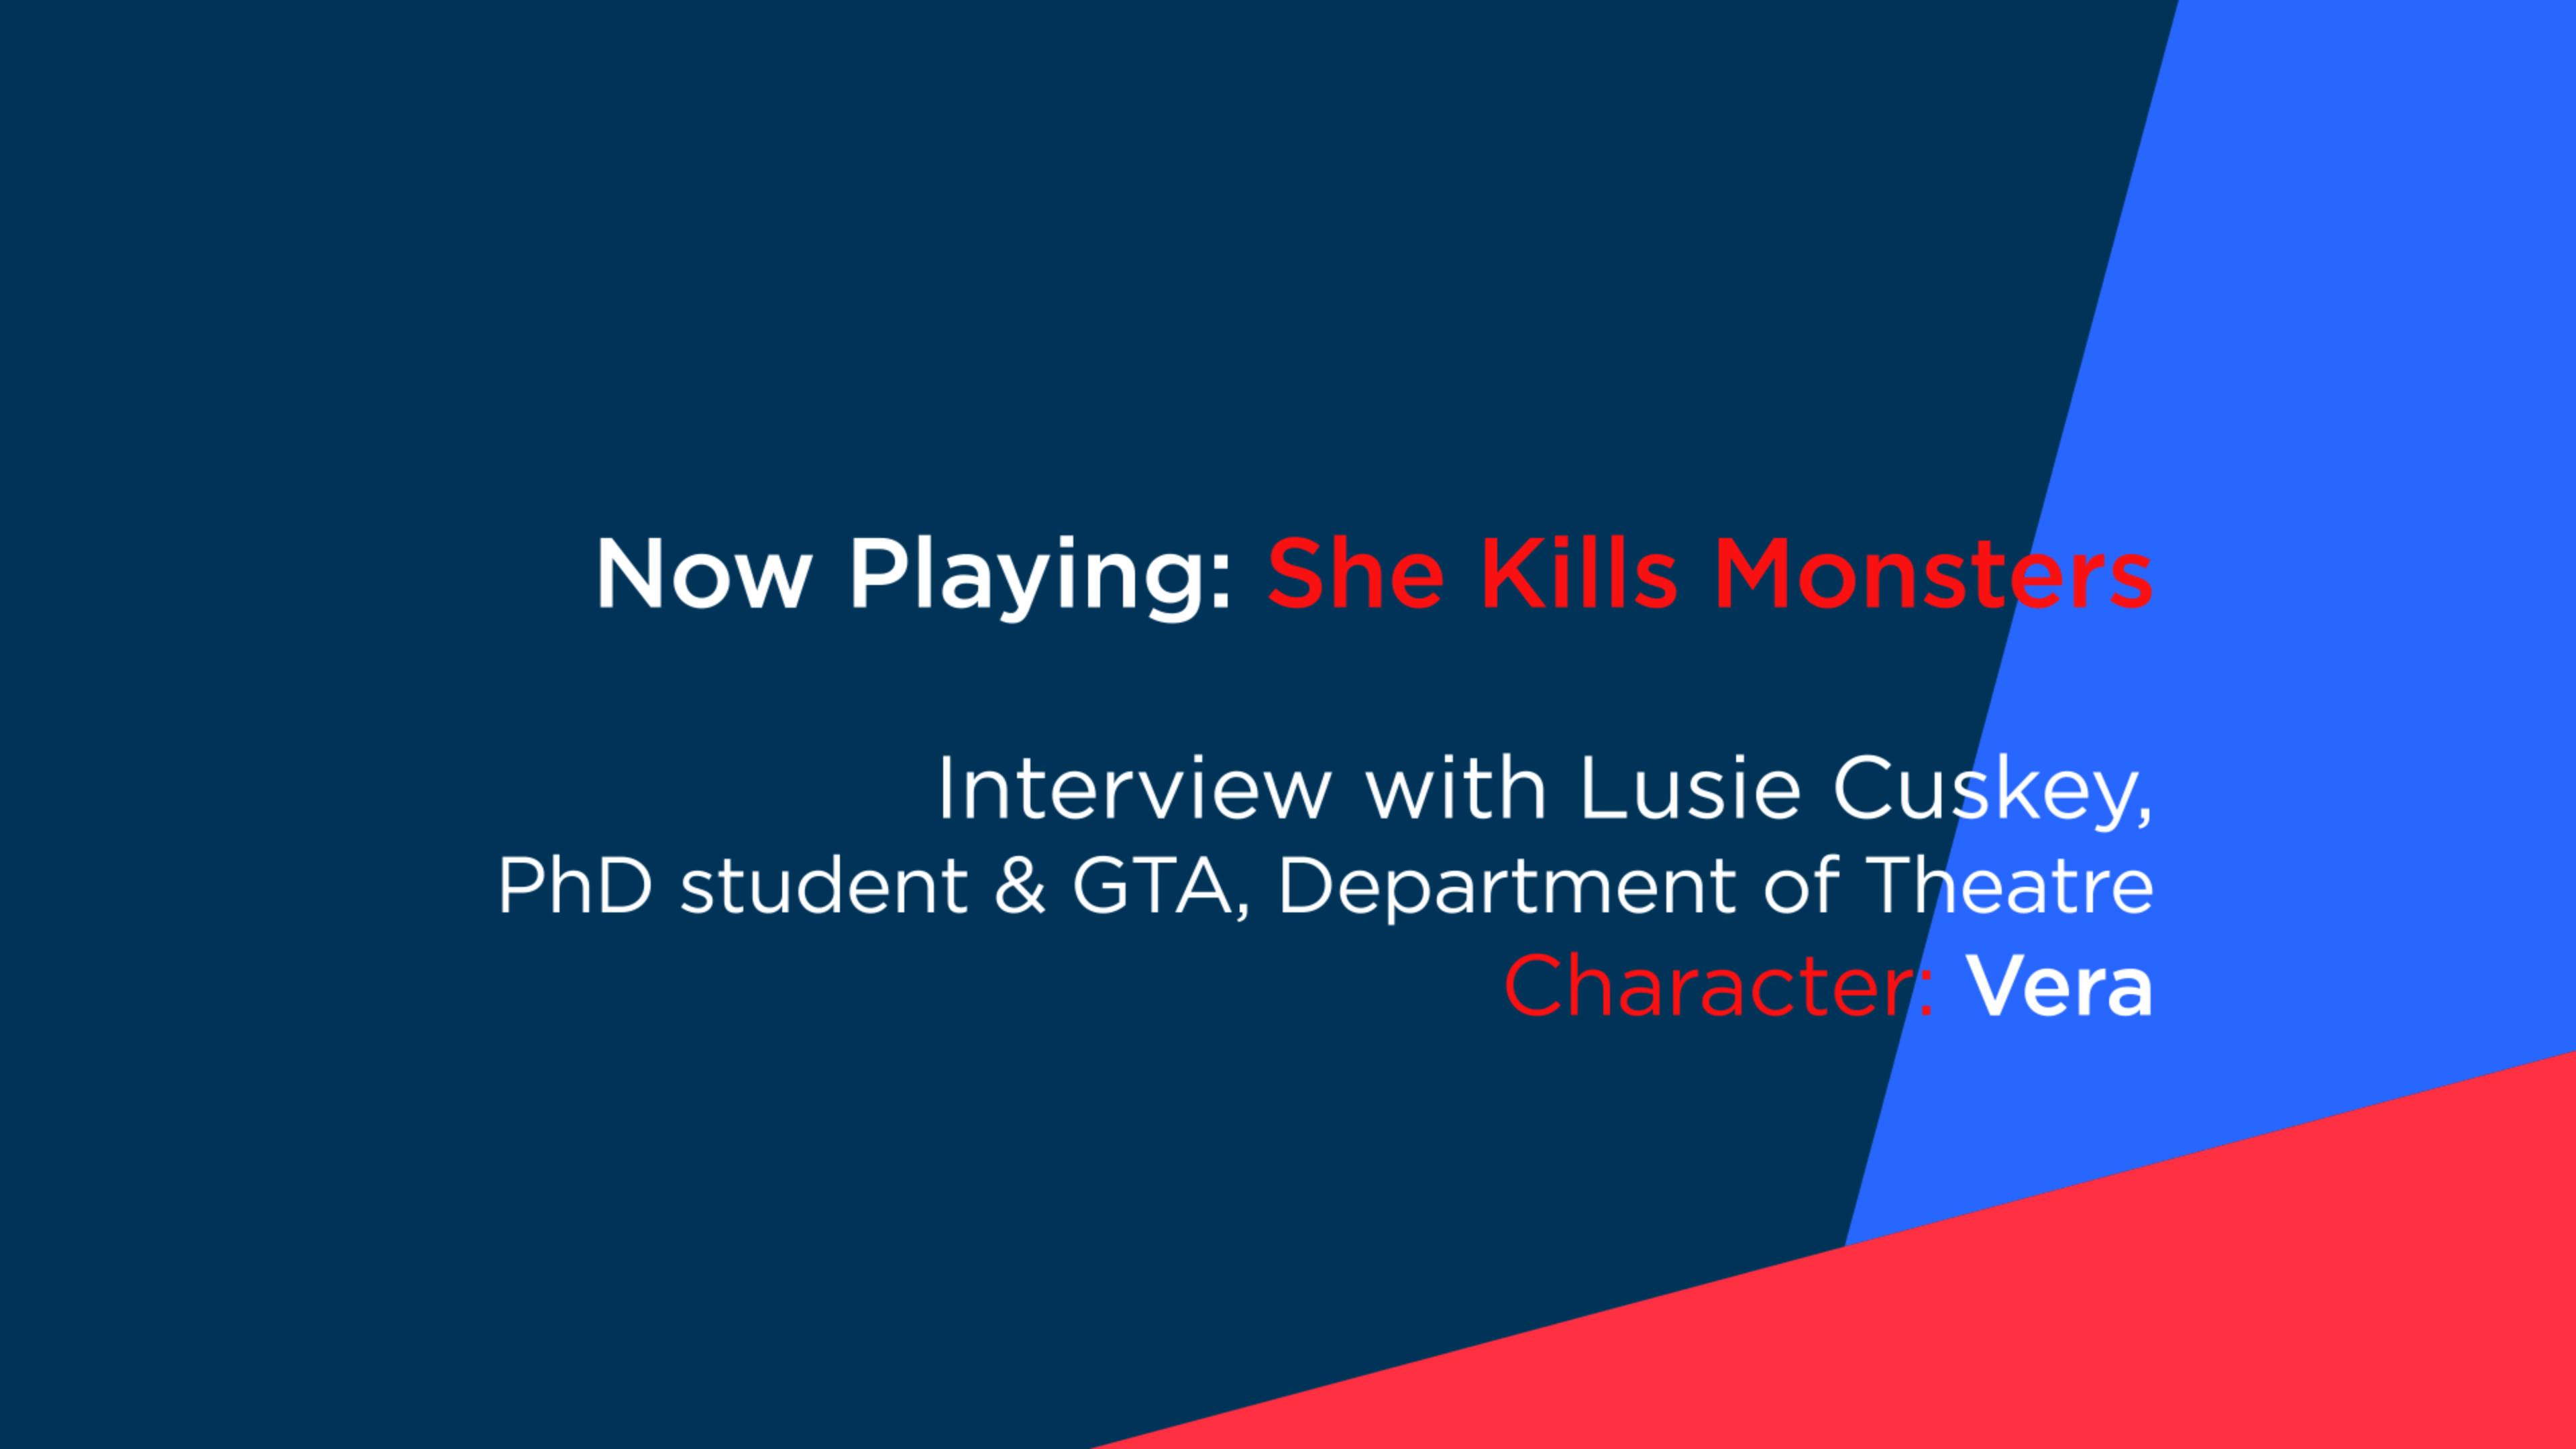 Now Playing: She Kills Monsters
Interview with Lusie Cuskey,
PhD student & GTA, Department of Theatre
Character: Vera